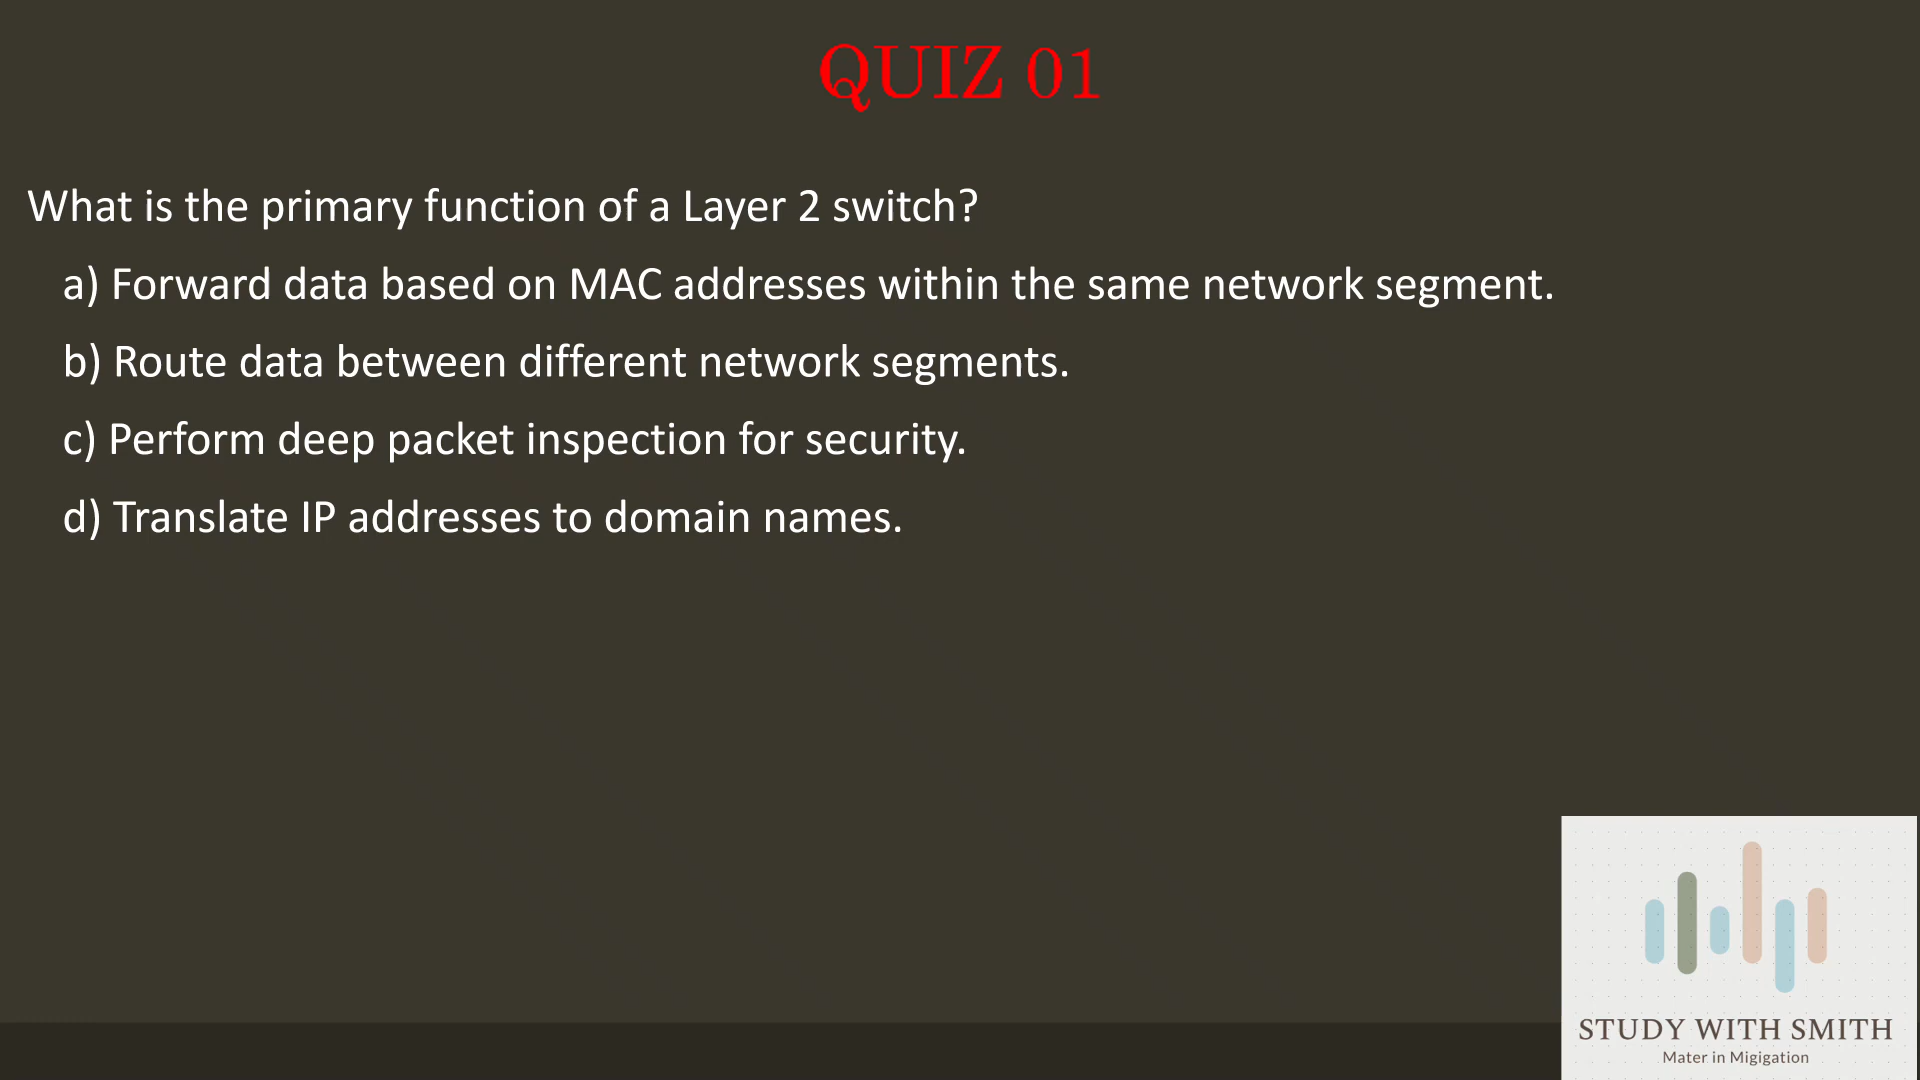 QUIZ 01
What is the primary function of a Layer 2 switch?
a) Forward data based on MAC addresses within the same network segment.
b) Route data between different network segments.
c) Perform deep packet inspection for security.
d) Translate IP addresses to domain names.
STUDY WITH SMITH
Mater in Migigation